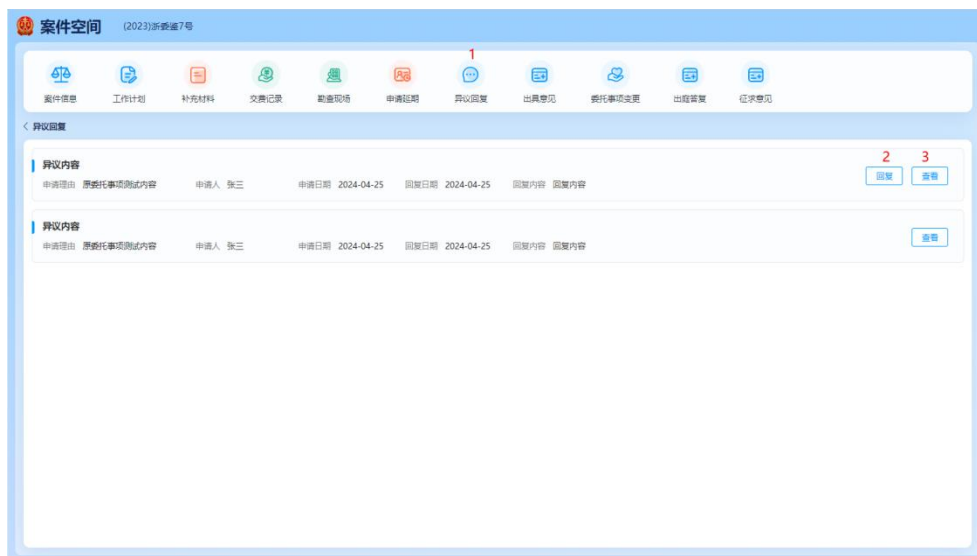 案件空间 (2023)浙委鉴7号
1
案件信息 工作计划 补充材料 交费记录 勘查现场 申请延期 异议回复 出具意见 委托事项变更 出庭答复 征求意见
< 异议回复
异议内容
2 3
申请理由 原委托事项测试内容 申请人 张三 申请日期 2024-04-25 回复日期 2024-04-25 回复内容 回复内容 回复 查看
异议内容
申请理由 原委托事项测试内容 申请人 张三 申请日期 2024-04-25 回复日期 2024-04-25 回复内容 回复内容 查看